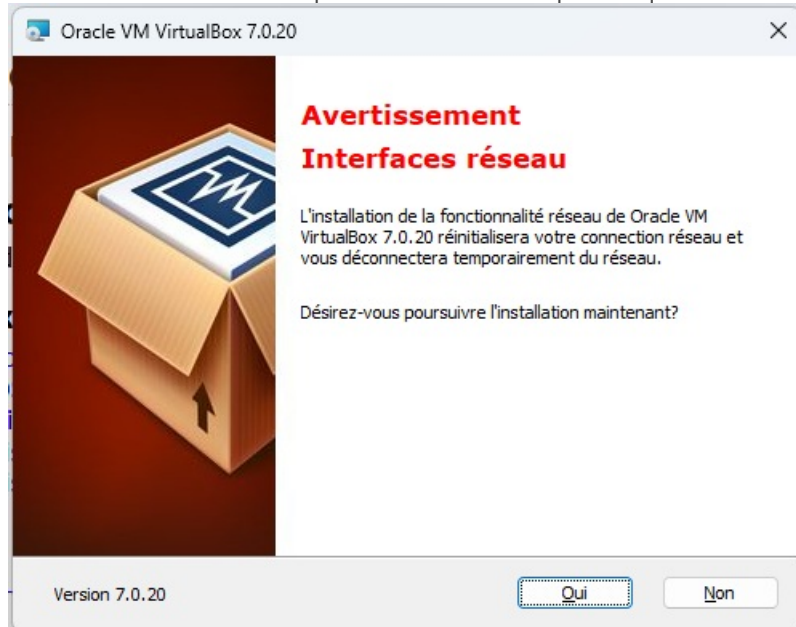 Oracle VM VirtualBox 7.0.20
Avertissement
Interfaces réseau
L'installation de la fonctionnalité réseau de Oracle VM
VirtualBox 7.0.20 réinitialisera votre connection réseau et
vous déconnectera temporairement du réseau.
Désirez-vous poursuivre l'installation maintenant?
Version 7.0.20
Oui
Non